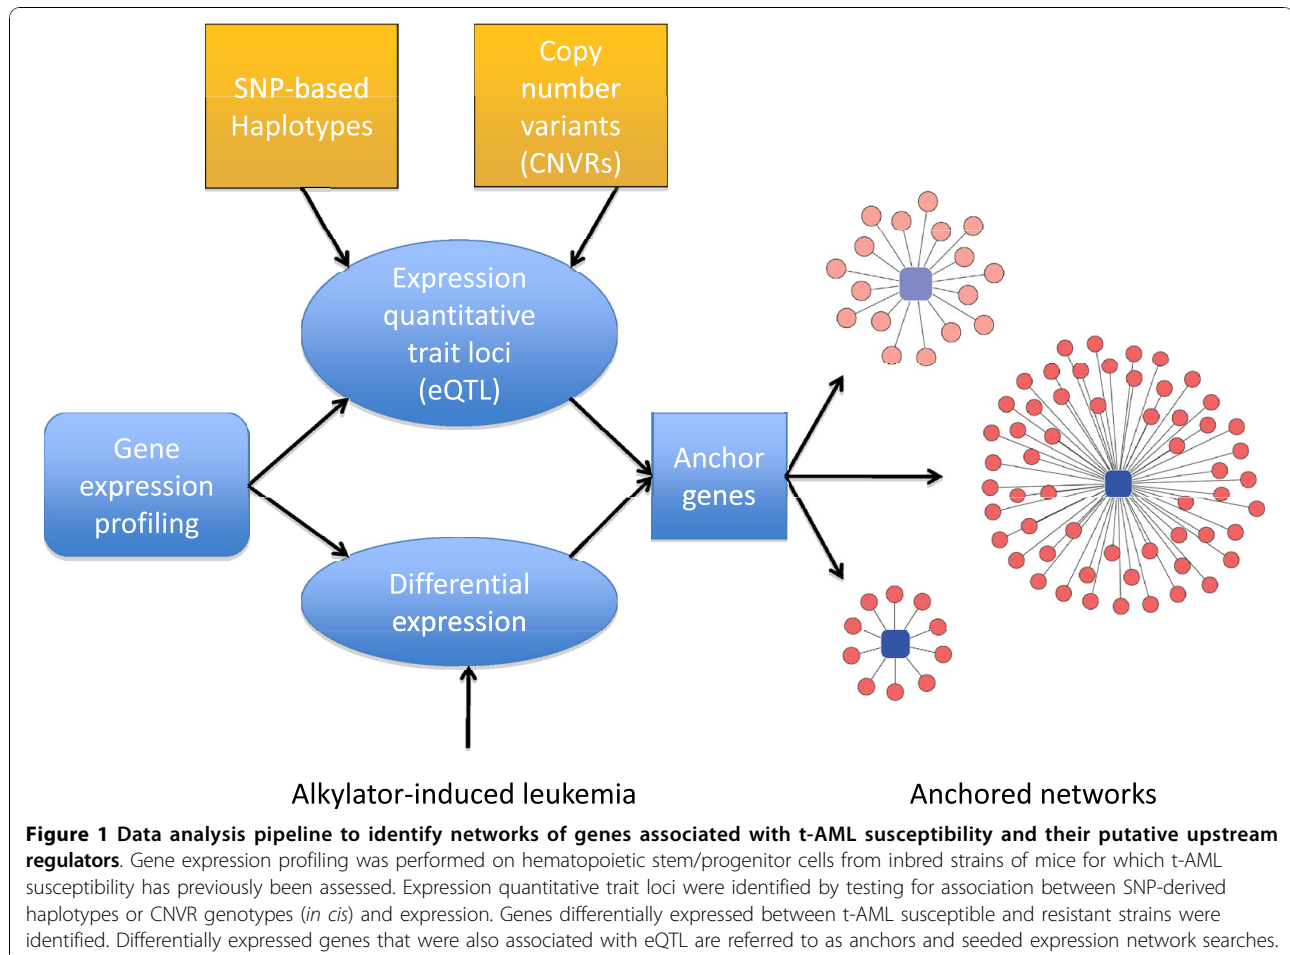 SNP-based
Haplotypes
Copy
number
variants
(CNVRs)
Expression
quantitative
trait loci
(eQTL)
Gene
expression
profiling
Anchor
genes
Differential
expression
Alkylator-induced leukemia
Anchored networks
Figure 1 Data analysis pipeline to identify networks of genes associated with t-AML susceptibility and their putative upstream
regulators. Gene expression profiling was performed on hematopoietic stem/progenitor cells from inbred strains of mice for which t-AML
susceptibility has previously been assessed. Expression quantitative trait loci were identified by testing for association between SNP-derived
haplotypes or CNVR genotypes (in cis) and expression. Genes differentially expressed between t-AML susceptible and resistant strains were
identified. Differentially expressed genes that were also associated with eQTL are referred to as anchors and seeded expression network searches.